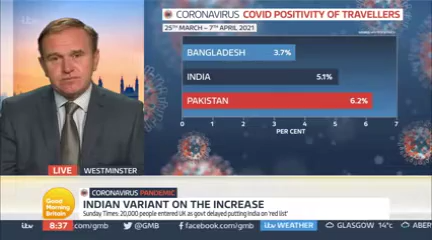 itv
CORONAVIRUS COVID POSITIVITY OF TRAVELLERS
25TH MARCH – 7TH APRIL 2021
BANGLADESH 3.7%
INDIA 5.1%
PAKISTAN 6.2%
0 1 2 3 4 5 6 7
PER CENT
LIVE WESTMINSTER
Good Morning Britain
CORONAVIRUS PANDEMIC
INDIAN VARIANT ON THE INCREASE
Sunday Times: 20,000 people entered UK as govt delayed putting India on 'red list'
itv 8:37 .com/gmb @GMB .com/gmb itv WEATHER GLASGOW 14°C ABER